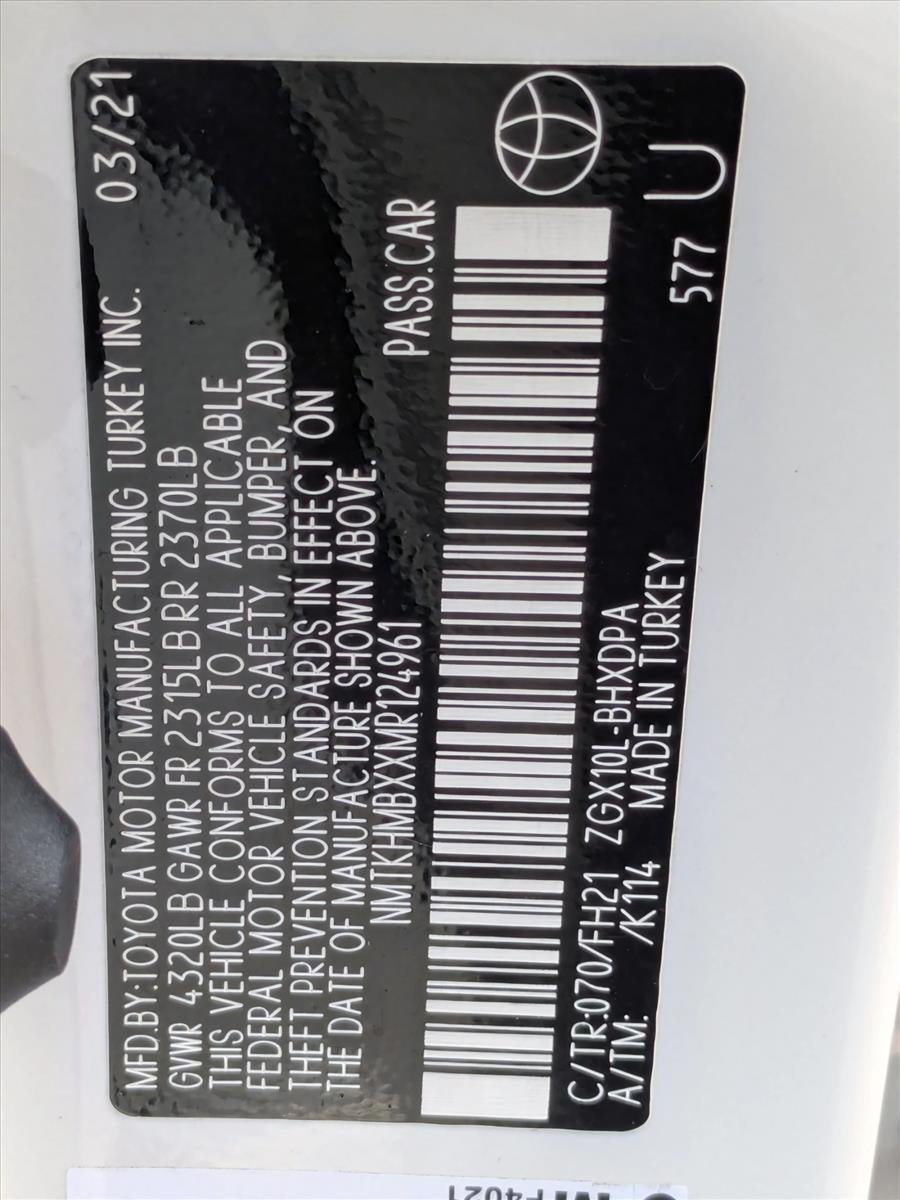 MFD.BY:TOYOTA MOTOR MANUFACTURING TURKEY INC. 03/21
GVWR 4320LB GAWR FR 2315LB RR 2370LB
THIS VEHICLE CONFORMS TO ALL APPLICABLE
FEDERAL MOTOR VEHICLE SAFETY, BUMPER, AND
THEFT PREVENTION STANDARDS IN EFFECT ON
THE DATE OF MANUFACTURE SHOWN ABOVE.
NMTKHMBXXMR124961 PASS.CAR
C/TR:070/FH21 ZGX10L-BHXDPA
A/TM: /K114 MADE IN TURKEY 577 U